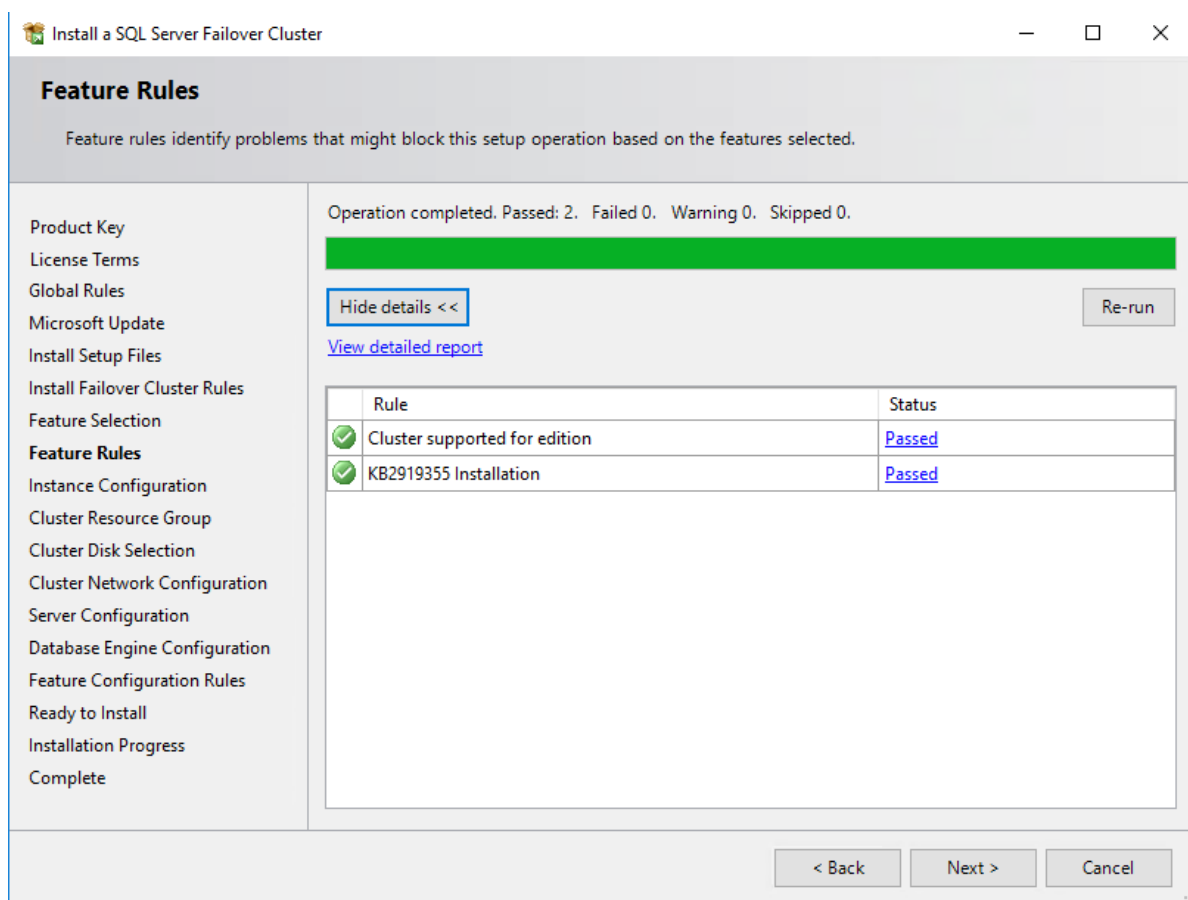 Install a SQL Server Failover Cluster
Feature Rules
Feature rules identify problems that might block this setup operation based on the features selected.
Product Key
License Terms
Global Rules
Microsoft Update
Install Setup Files
Install Failover Cluster Rules
Feature Selection
Feature Rules
Instance Configuration
Cluster Resource Group
Cluster Disk Selection
Cluster Network Configuration
Server Configuration
Database Engine Configuration
Feature Configuration Rules
Ready to Install
Installation Progress
Complete
Operation completed. Passed: 2.   Failed 0.   Warning 0.   Skipped 0.
Hide details <<
Re-run
View detailed report
Rule Status
Cluster supported for edition Passed
KB2919355 Installation Passed
< Back Next > Cancel